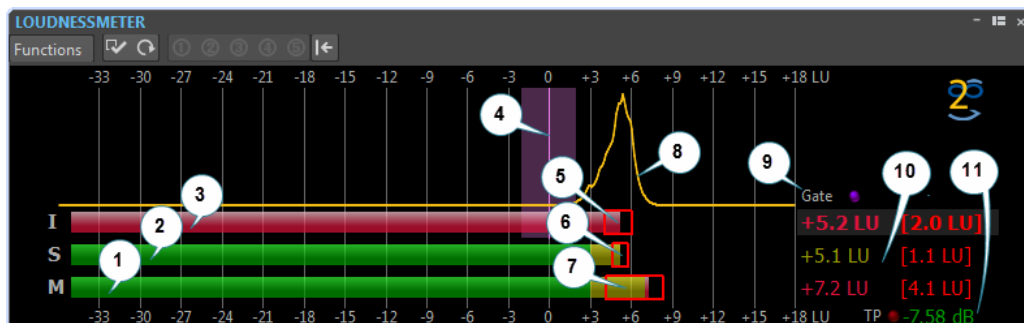 LOUDNESSMETER
Functions
1 2 3 4 5
-33 -30 -27 -24 -21 -18 -15 -12 -9 -6 -3 0 +3 +6 +9 +12 +15 +18 LU
4
8
9
10
11
3
5
Gate
I
+5.2 LU [2.0 LU]
2
6
S
+5.1 LU [1.1 LU]
1
7
M
+7.2 LU [4.1 LU]
-33 -30 -27 -24 -21 -18 -15 -12 -9 -6 -3 0 +3 +6 +9 +12 +15 +18 LU
TP -7.58 dB